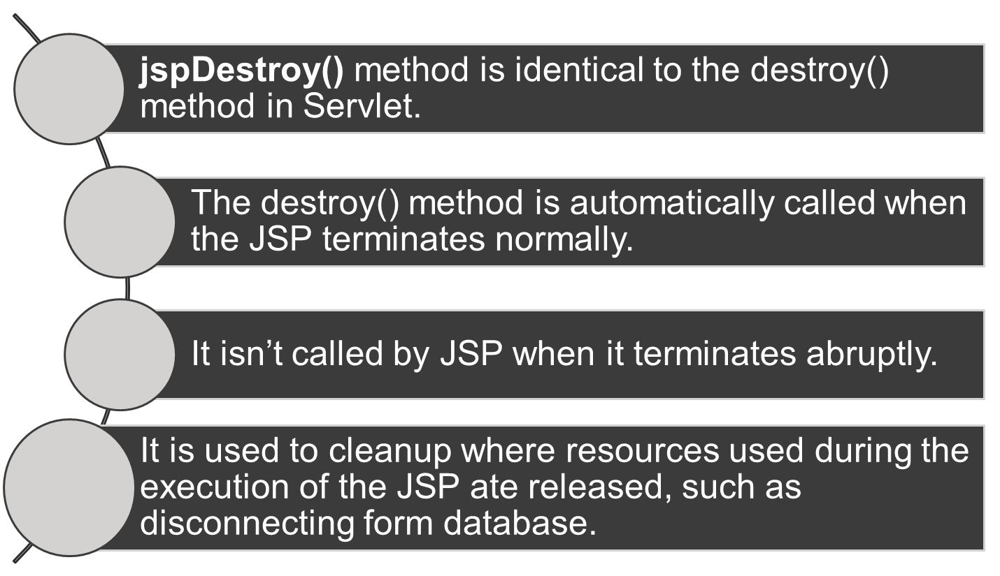 jspDestroy() method is identical to the destroy()
method in Servlet.
The destroy() method is automatically called when
the JSP terminates normally.
It isn’t called by JSP when it terminates abruptly.
It is used to cleanup where resources used during the
execution of the JSP ate released, such as
disconnecting form database.